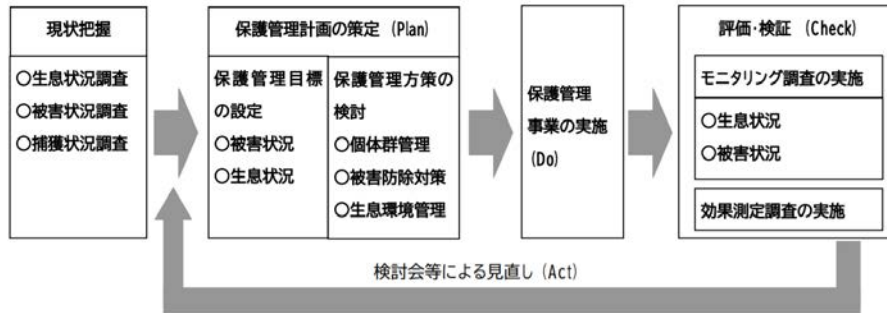 現状把握
○生息状況調査
○被害状況調査
○捕獲状況調査
保護管理計画の策定 (Plan)
保護管理目標
の設定
○被害状況
○生息状況
保護管理方策の
検討
○個体群管理
○被害防除対策
○生息環境管理
保護管理
事業の実施
(Do)
評価・検証 (Check)
モニタリング調査の実施
○生息状況
○被害状況
効果測定調査の実施
検討会等による見直し (Act)